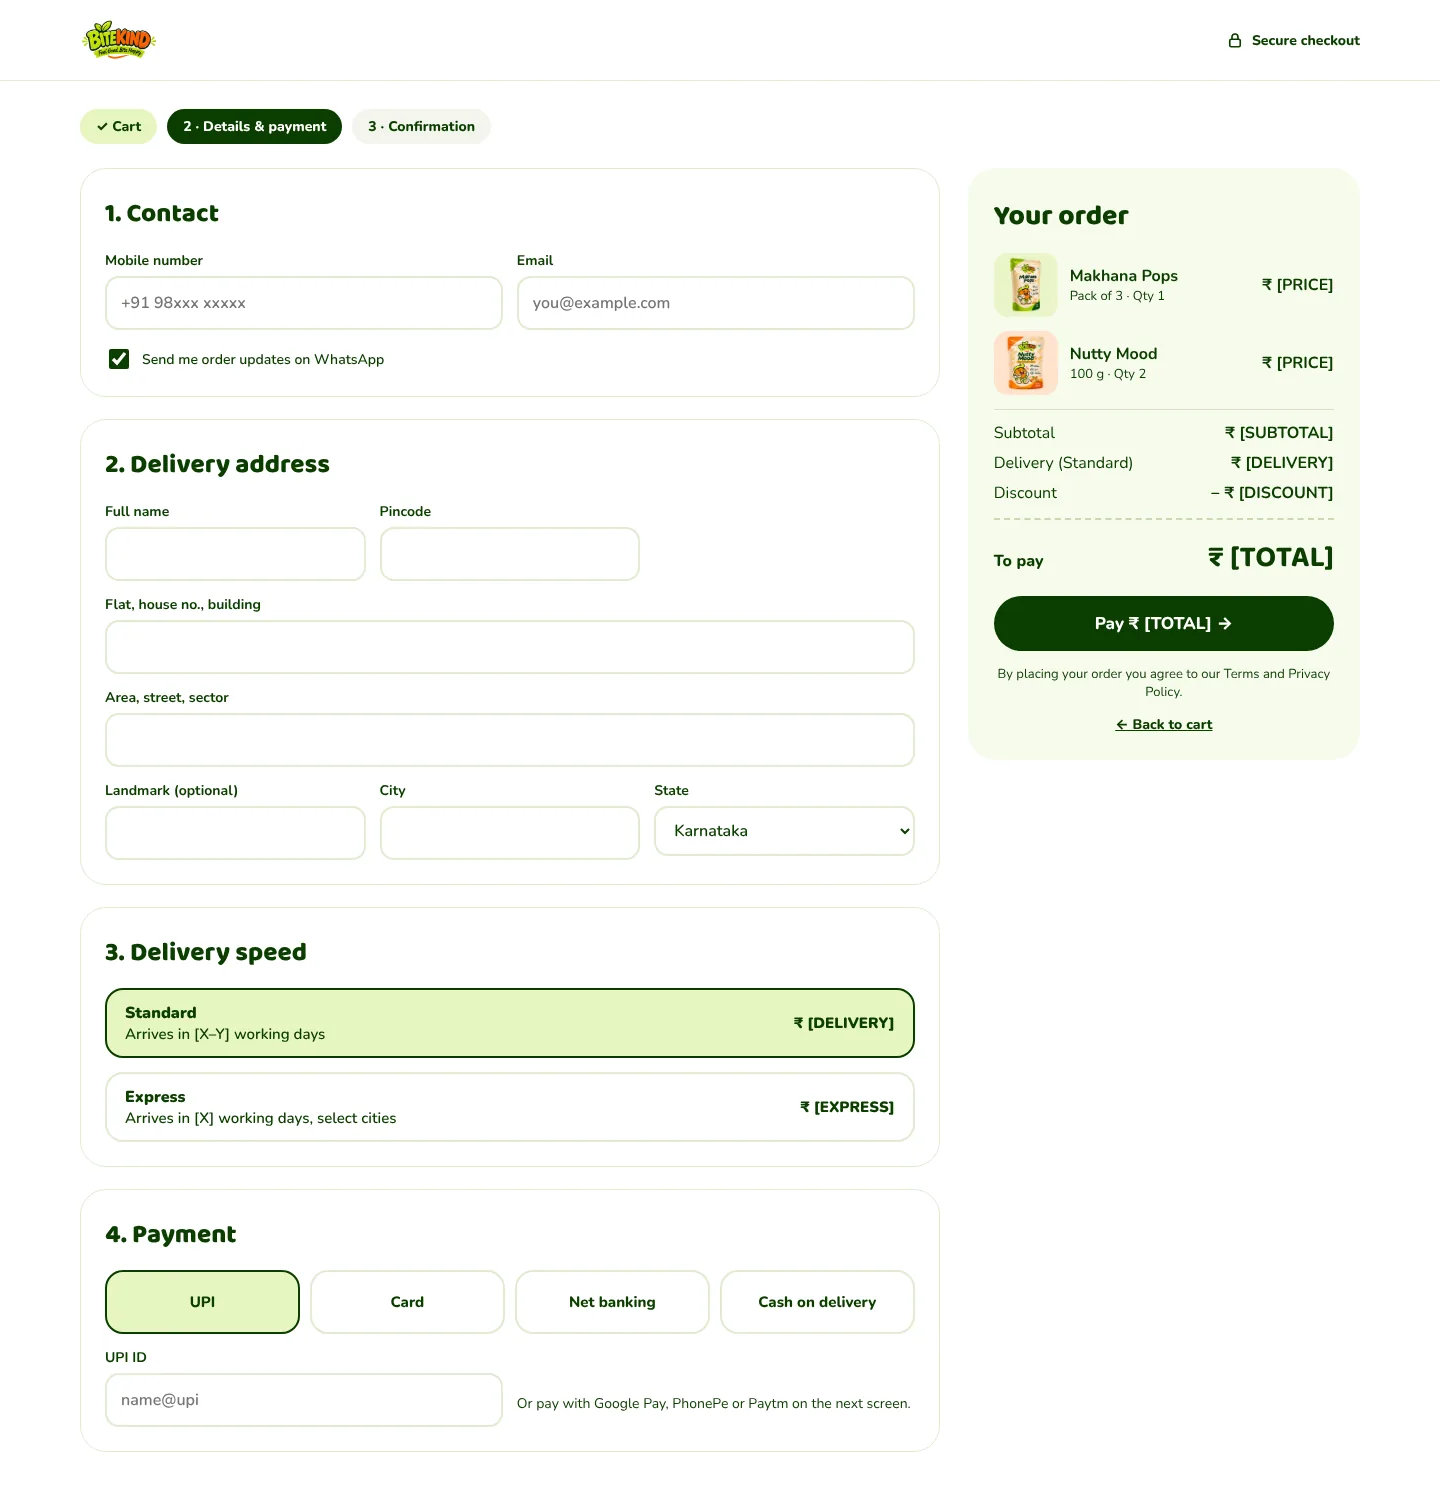 BITEKIND
Feel Good. Bite Happy.
Secure checkout
✓ Cart
2 · Details & payment
3 · Confirmation
1. Contact
Mobile number
Email
+91 98xxx xxxxx
you@example.com
Send me order updates on WhatsApp
2. Delivery address
Full name
Pincode
Flat, house no., building
Area, street, sector
Landmark (optional)
City
State
Karnataka
3. Delivery speed
Standard
Arrives in [X–Y] working days
₹ [DELIVERY]
Express
Arrives in [X] working days, select cities
₹ [EXPRESS]
4. Payment
UPI
Card
Net banking
Cash on delivery
UPI ID
name@upi
Or pay with Google Pay, PhonePe or Paytm on the next screen.
Your order
Makhana Pops
Pack of 3 · Qty 1
₹ [PRICE]
Nutty Mood
100 g · Qty 2
₹ [PRICE]
Subtotal
₹ [SUBTOTAL]
Delivery (Standard)
₹ [DELIVERY]
Discount
– ₹ [DISCOUNT]
To pay
₹ [TOTAL]
Pay ₹ [TOTAL] →
By placing your order you agree to our Terms and Privacy
Policy.
← Back to cart